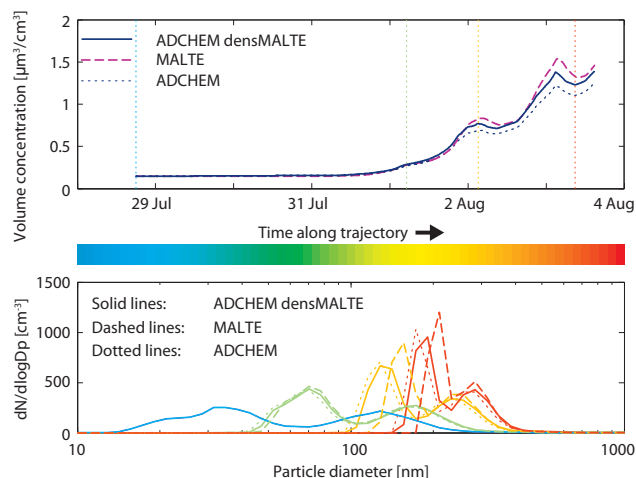 Volume concentration [µm³/cm³]
2
1.5
1
0.5
0
ADCHEM densMALTE
MALTE
ADCHEM
29 Jul
31 Jul
2 Aug
4 Aug
Time along trajectory
dN/dlogDp [cm⁻³]
1500
1000
500
0
Solid lines: ADCHEM densMALTE
Dashed lines: MALTE
Dotted lines: ADCHEM
10
100
1000
Particle diameter [nm]